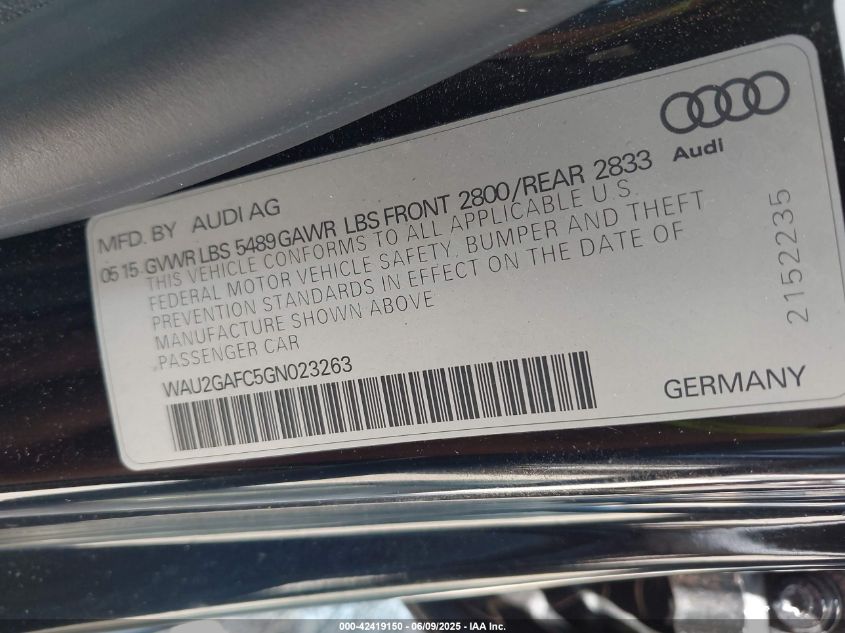 Audi
MFD. BY AUDI AG
05 15 GVWR LBS 5489 GAWR LBS FRONT 2800/REAR 2833
THIS VEHICLE CONFORMS TO ALL APPLICABLE U.S.
FEDERAL MOTOR VEHICLE SAFETY, BUMPER AND THEFT
PREVENTION STANDARDS IN EFFECT ON THE DATE OF
MANUFACTURE SHOWN ABOVE
PASSENGER CAR
WAU2GAFC5GN023263
GERMANY
2152235
000-42419150 - 06/09/2025 - IAA Inc.